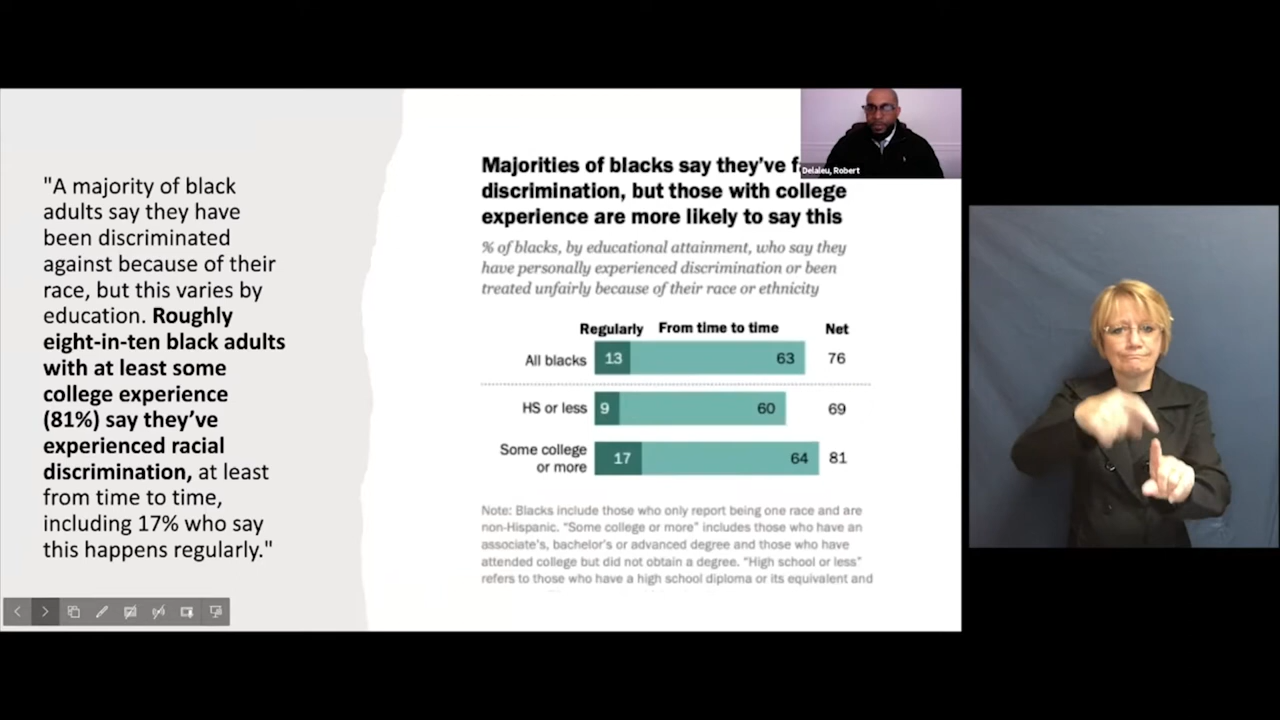 "A majority of black
adults say they have
been discriminated
against because of their
race, but this varies by
education. Roughly
eight-in-ten black adults
with at least some
college experience
(81%) say they've
experienced racial
discrimination, at least
from time to time,
including 17% who say
this happens regularly."
Majorities of blacks say they've f
discrimination, but those with college
experience are more likely to say this
% of blacks, by educational attainment, who say they
have personally experienced discrimination or been
treated unfairly because of their race or ethnicity
Regularly From time to time Net
All blacks 13 63 76
HS or less 9 60 69
Some college
or more 17 64 81
Note: Blacks include those who only report being one race and are
non-Hispanic. "Some college or more" includes those who have an
associate's, bachelor's or advanced degree and those who have
attended college but did not obtain a degree. "High school or less"
refers to those who have a high school diploma or its equivalent and
Delaleu, Robert